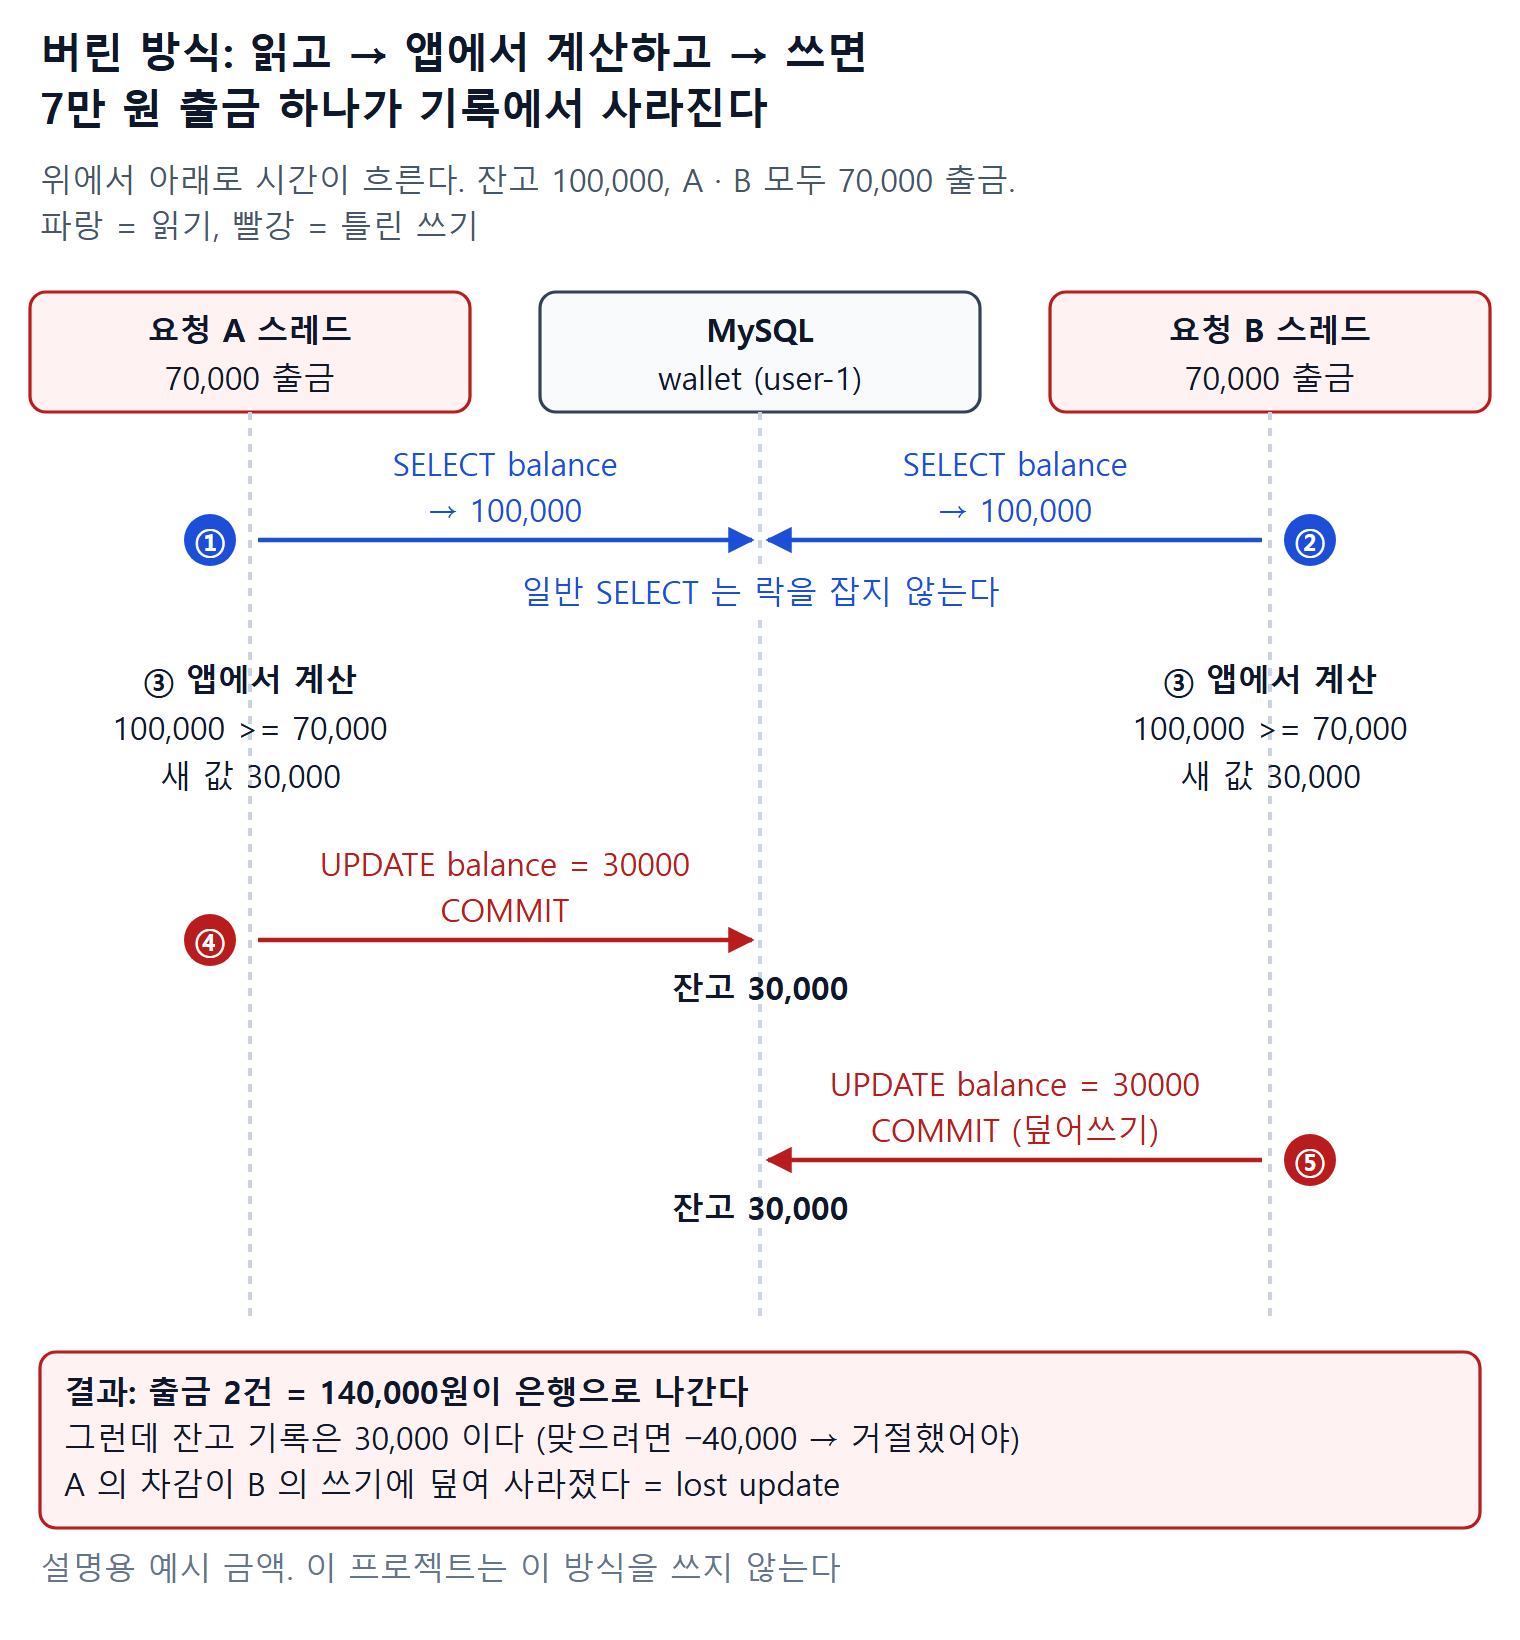 버린 방식: 읽고 → 앱에서 계산하고 → 쓰면
7만 원 출금 하나가 기록에서 사라진다
위에서 아래로 시간이 흐른다. 잔고 100,000, A · B 모두 70,000 출금.
파랑 = 읽기, 빨강 = 틀린 쓰기
요청 A 스레드
70,000 출금
MySQL
wallet (user-1)
요청 B 스레드
70,000 출금
SELECT balance
→ 100,000
①
SELECT balance
→ 100,000
②
일반 SELECT 는 락을 잡지 않는다
③ 앱에서 계산
100,000 >= 70,000
새 값 30,000
③ 앱에서 계산
100,000 >= 70,000
새 값 30,000
UPDATE balance = 30000
COMMIT
④
잔고 30,000
UPDATE balance = 30000
COMMIT (덮어쓰기)
⑤
잔고 30,000
결과: 출금 2건 = 140,000원이 은행으로 나간다
그런데 잔고 기록은 30,000 이다 (맞으려면 −40,000 → 거절했어야)
A 의 차감이 B 의 쓰기에 덮여 사라졌다 = lost update
설명용 예시 금액. 이 프로젝트는 이 방식을 쓰지 않는다